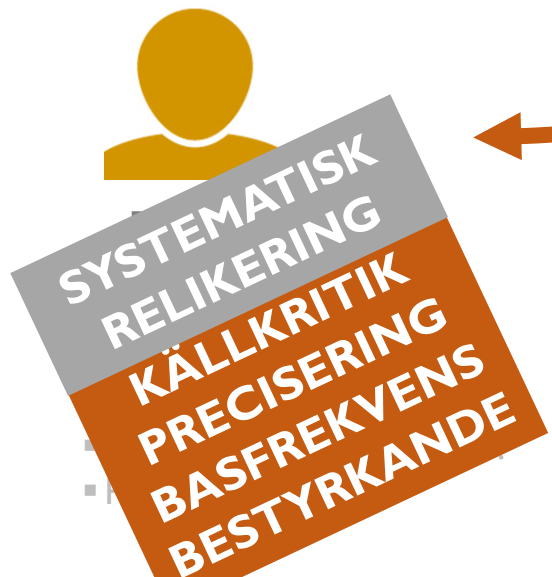 SYSTEMATISK
RELIKERING
KÄLLKRITIK
PRECISERING
BASFREKVENS
BESTYRKANDE